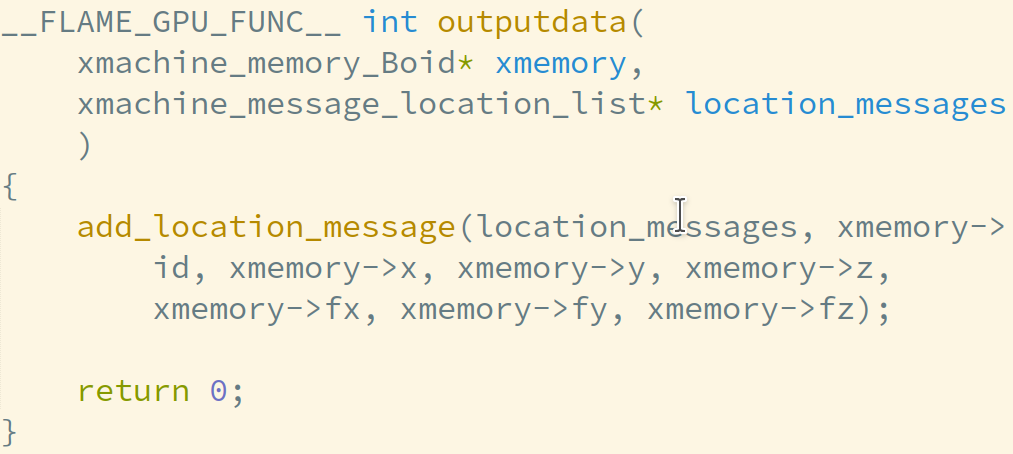 __FLAME_GPU_FUNC__ int outputdata(
    xmachine_memory_Boid* xmemory,
    xmachine_message_location_list* location_messages
    )
{
    add_location_message(location_messages, xmemory->
        id, xmemory->x, xmemory->y, xmemory->z,
        xmemory->fx, xmemory->fy, xmemory->fz);
    return 0;
}